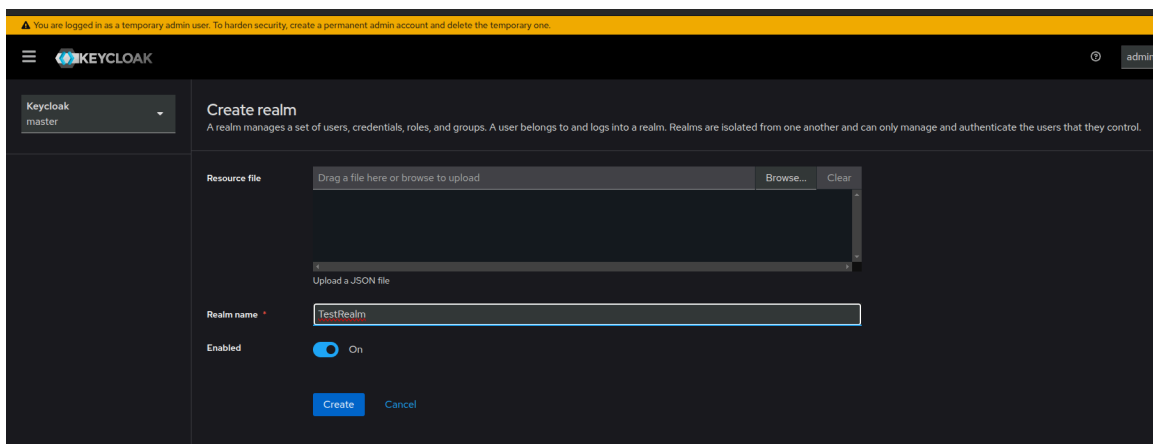 You are logged in as a temporary admin user. To harden security, create a permanent admin account and delete the temporary one.
KEYCLOAK
admin
Keycloak
master
Create realm
A realm manages a set of users, credentials, roles, and groups. A user belongs to and logs into a realm. Realms are isolated from one another and can only manage and authenticate the users that they control.
Resource file
Drag a file here or browse to upload
Browse...
Clear
Upload a JSON file
Realm name *
TestRealm
Enabled
On
Create
Cancel